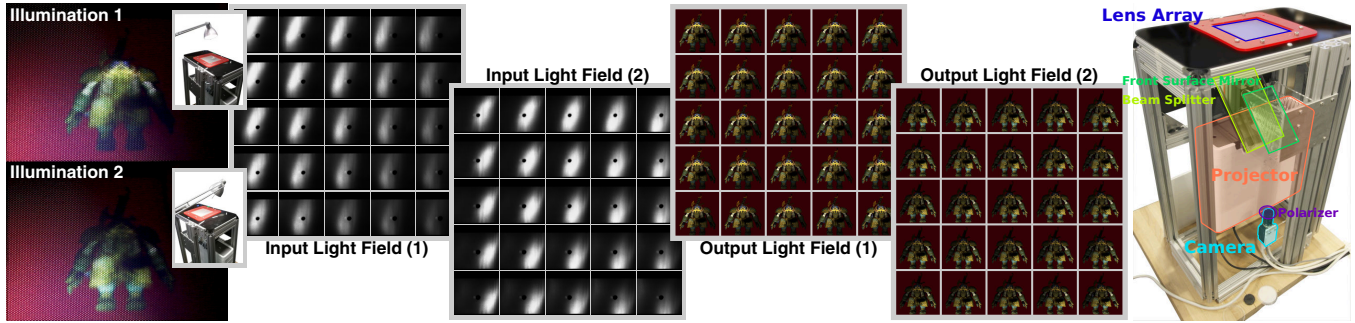 Illumination 1
Illumination 2
Input Light Field (1)
Input Light Field (2)
Output Light Field (1)
Output Light Field (2)
Lens Array
Front Surface Mirror
Beam Splitter
Projector
Polarizer
Camera